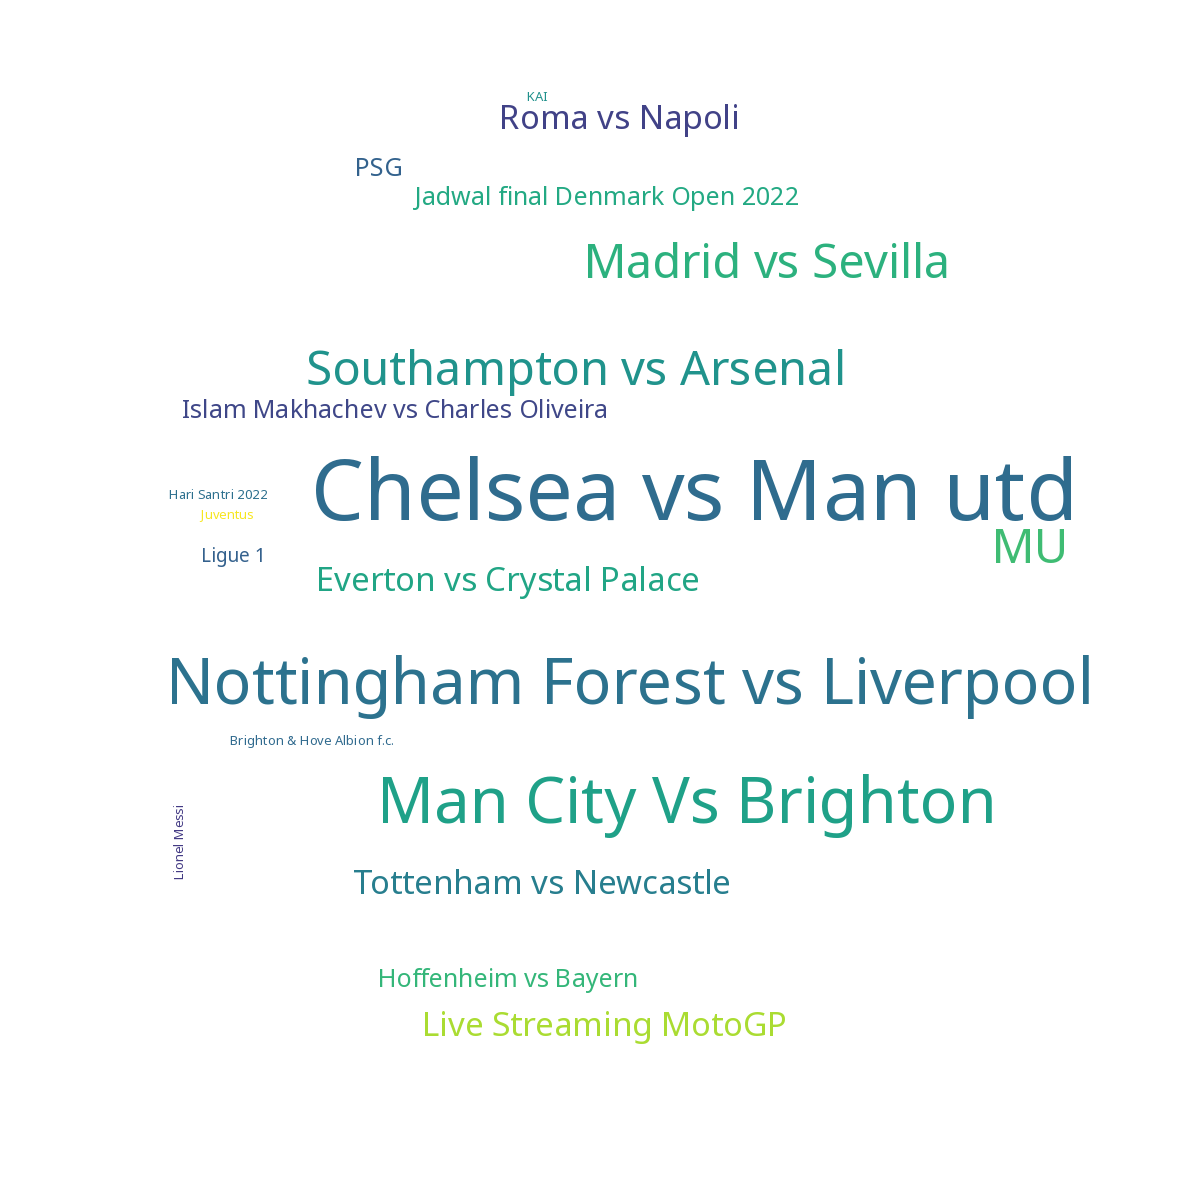 KAI
Roma vs Napoli
PSG
Jadwal final Denmark Open 2022
Madrid vs Sevilla
Southampton vs Arsenal
Islam Makhachev vs Charles Oliveira
Chelsea vs Man utd
Hari Santri 2022
Juventus
MU
Ligue 1
Everton vs Crystal Palace
Nottingham Forest vs Liverpool
Brighton & Hove Albion f.c.
Man City Vs Brighton
Lionel Messi
Tottenham vs Newcastle
Hoffenheim vs Bayern
Live Streaming MotoGP